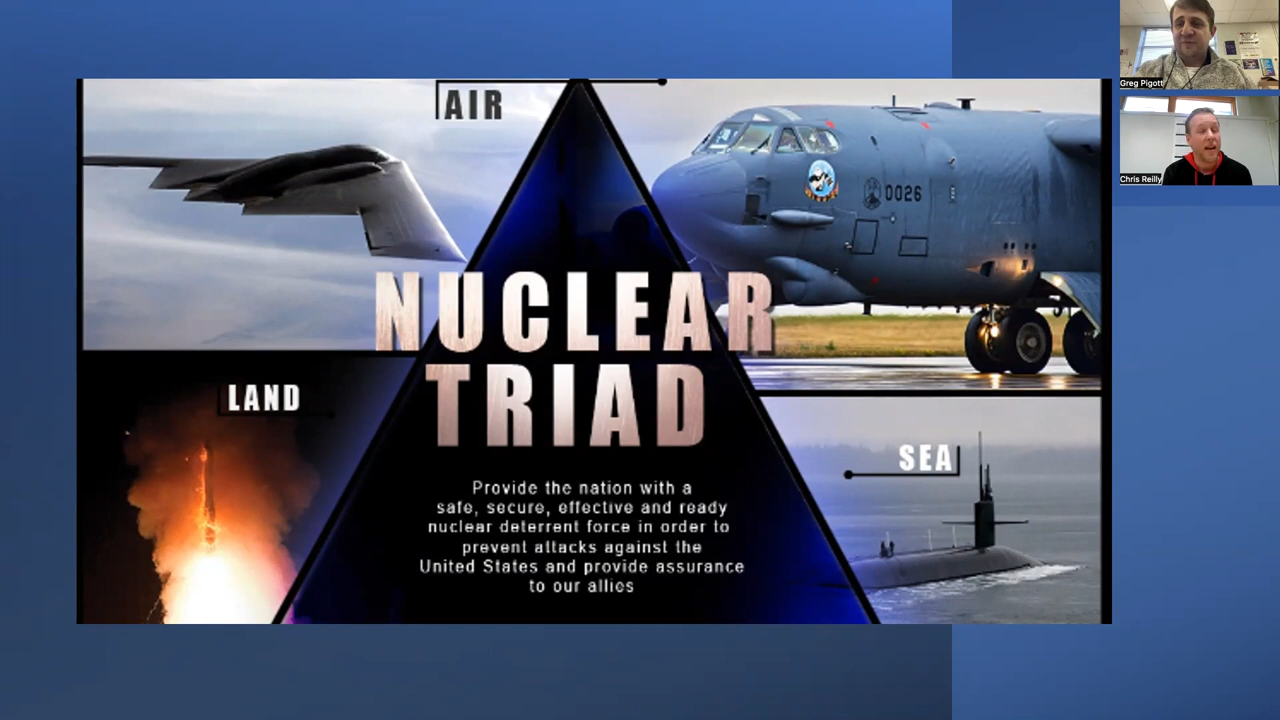 AIR
0026
NUCLEAR
TRIAD
LAND
SEA
Provide the nation with a
safe, secure, effective and ready
nuclear deterrent force in order to
prevent attacks against the
United States and provide assurance
to our allies
Greg Pigott
Chris Reilly